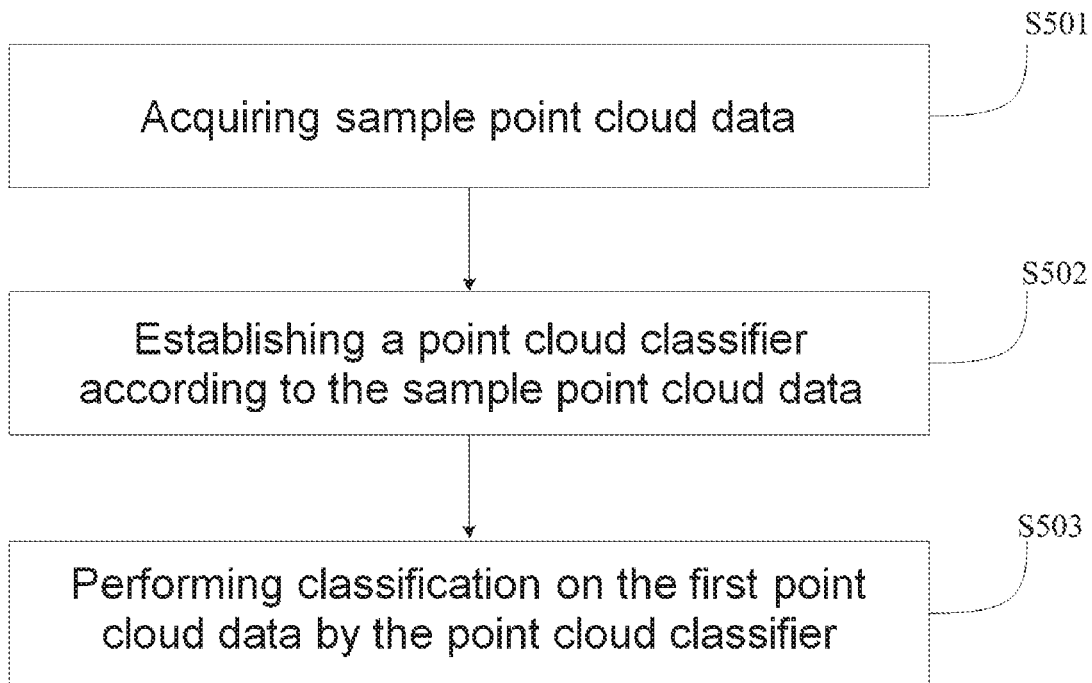 S501
Acquiring sample point cloud data
S502
Establishing a point cloud classifier
according to the sample point cloud data
S503
Performing classification on the first point
cloud data by the point cloud classifier